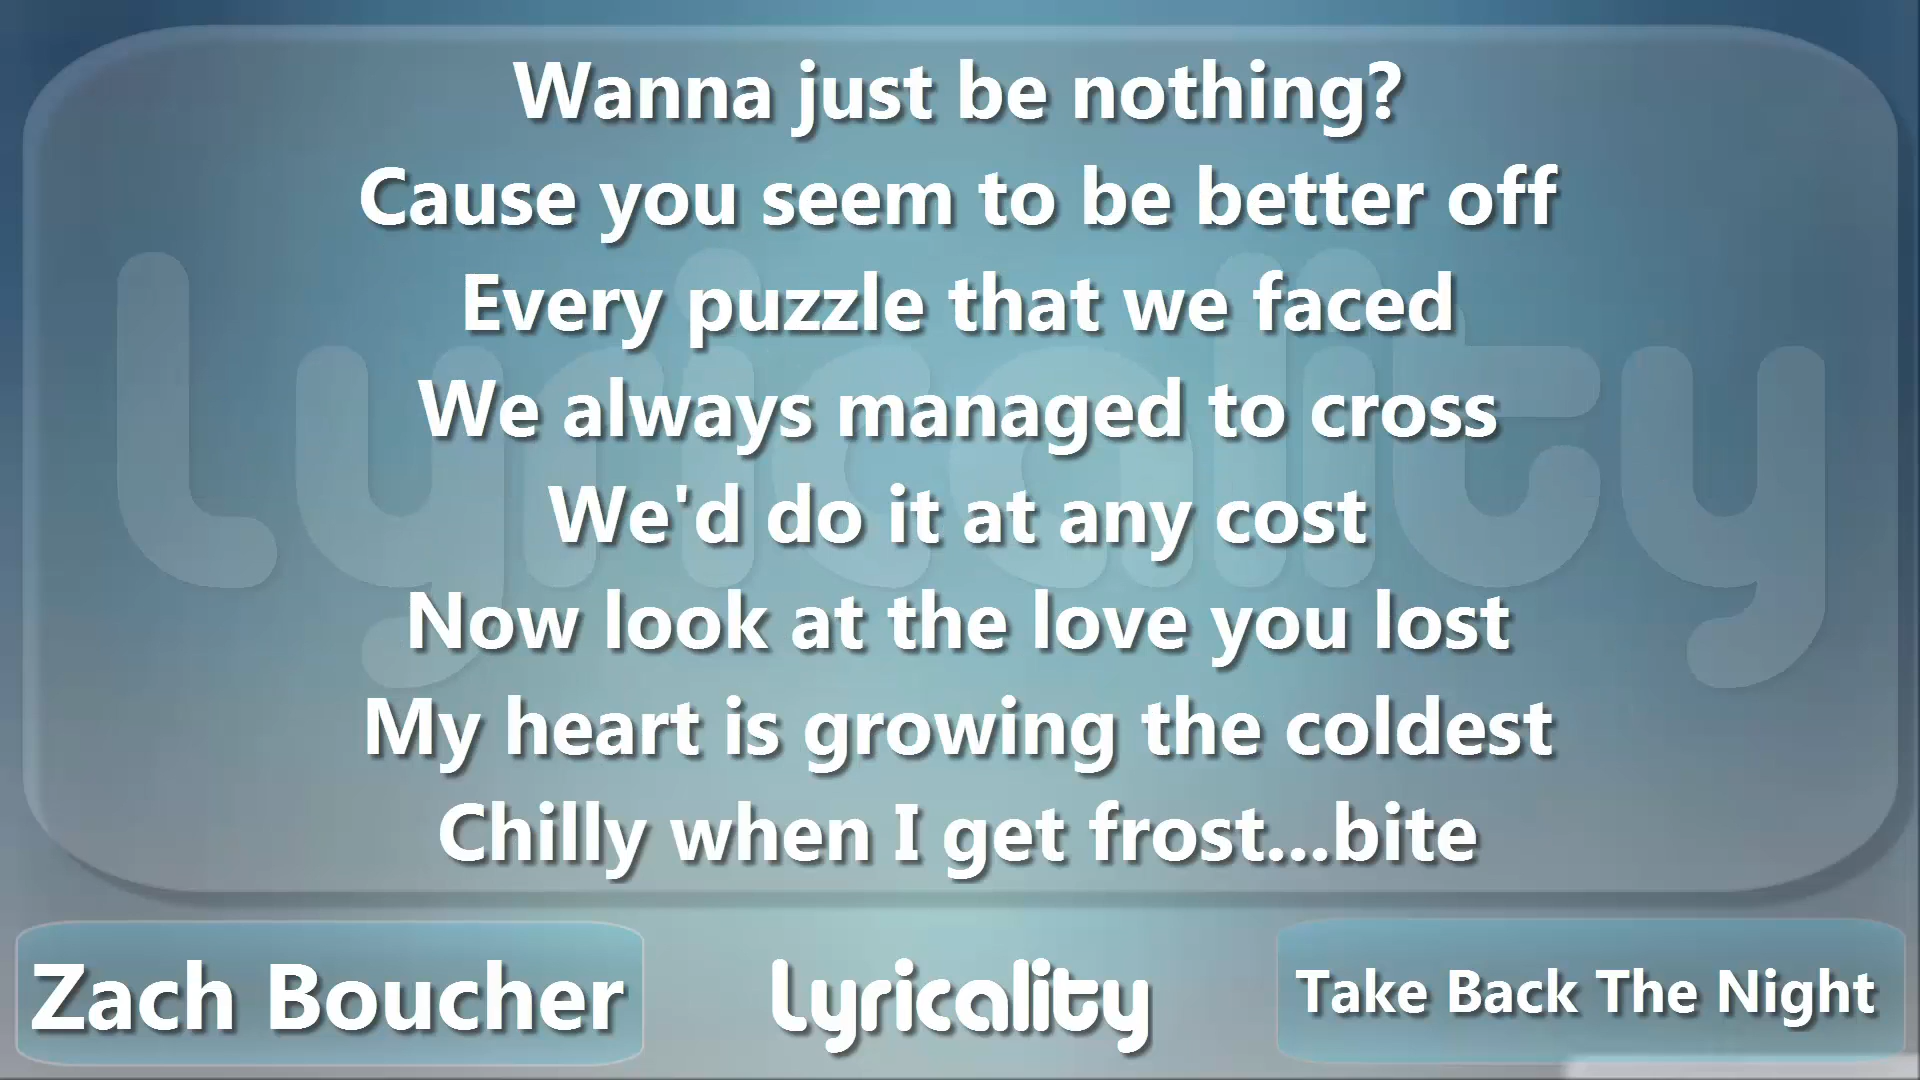 Wanna just be nothing?
Cause you seem to be better off
Every puzzle that we faced
We always managed to cross
We'd do it at any cost
Now look at the love you lost
My heart is growing the coldest
Chilly when I get frost...bite
Lyricality
Zach Boucher
Lyricality
Take Back The Night